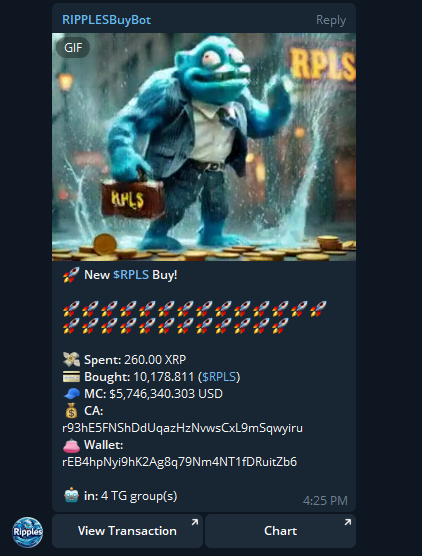 RIPPLESBuyBot Reply
GIF
RPLS
RPLS
🚀 New $RPLS Buy!
🚀🚀🚀🚀🚀🚀🚀🚀🚀🚀🚀🚀🚀🚀
🚀🚀🚀🚀🚀🚀🚀🚀🚀🚀🚀🚀
💸 Spent: 260.00 XRP
💳 Bought: 10,178.811 ($RPLS)
🧢 MC: $5,746,340.303 USD
💰 CA:
r93hE5FNShDdUqazHzNvwsCxL9mSqwyiru
👛 Wallet:
rEB4hpNyi9hK2Ag8q79Nm4NT1fDRuitZb6
🤖 in: 4 TG group(s)
4:25 PM
Ripples
View Transaction
Chart